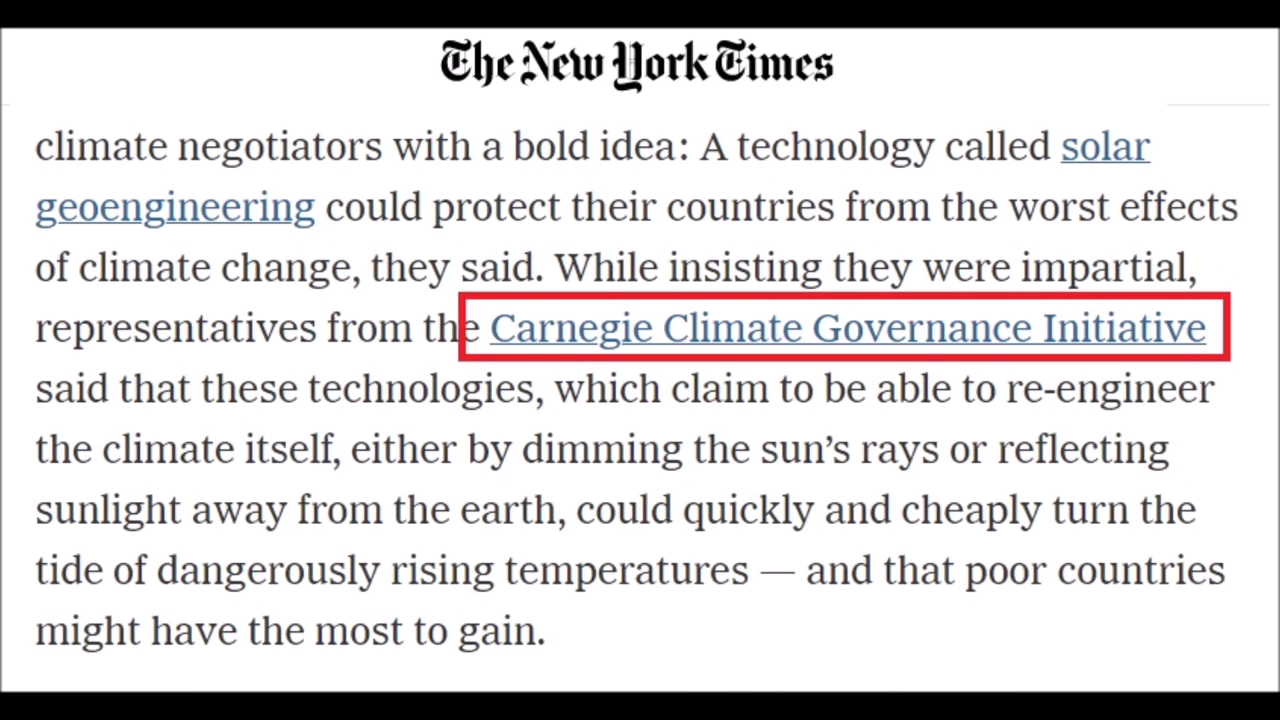 The New York Times
climate negotiators with a bold idea: A technology called solar
geoengineering could protect their countries from the worst effects
of climate change, they said. While insisting they were impartial,
representatives from the Carnegie Climate Governance Initiative
said that these technologies, which claim to be able to re-engineer
the climate itself, either by dimming the sun’s rays or reflecting
sunlight away from the earth, could quickly and cheaply turn the
tide of dangerously rising temperatures — and that poor countries
might have the most to gain.